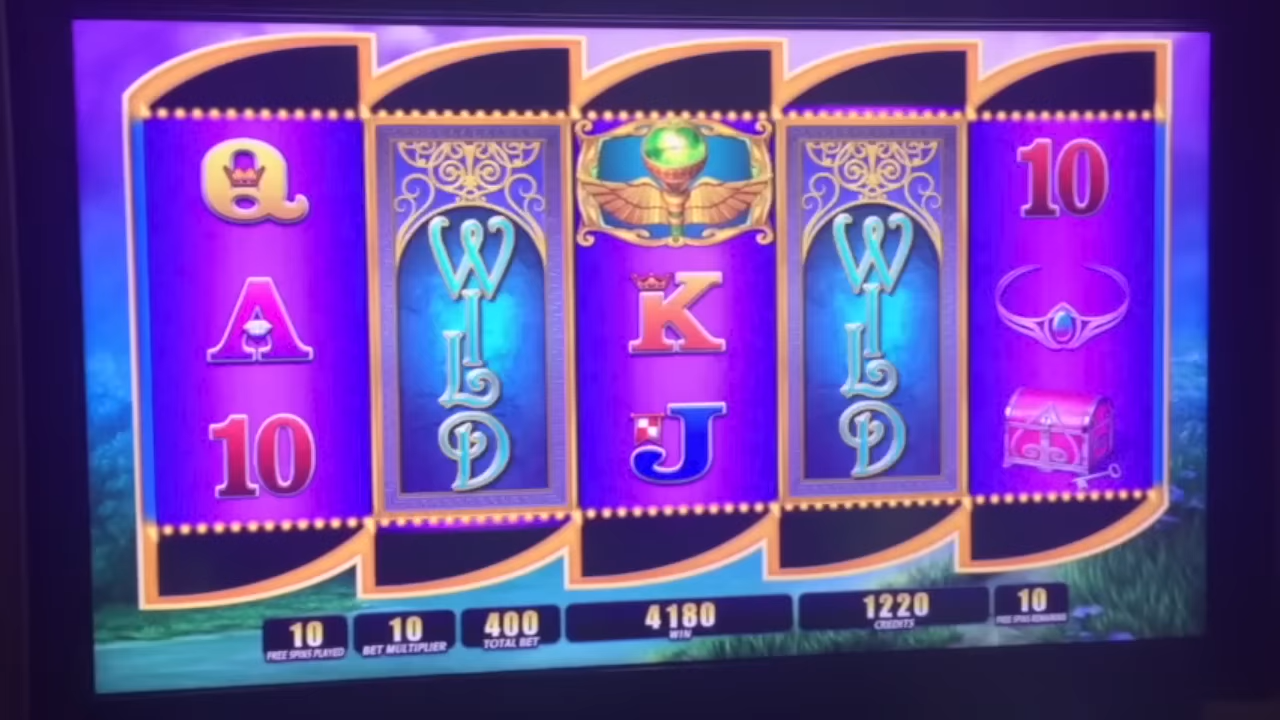 Q
A
10
WILD
K
J
WILD
10
10
FREE SPINS PLAYED
10
BET MULTIPLIER
400
TOTAL BET
4180
WIN
1220
CREDITS
10
FREE SPINS REMAINING